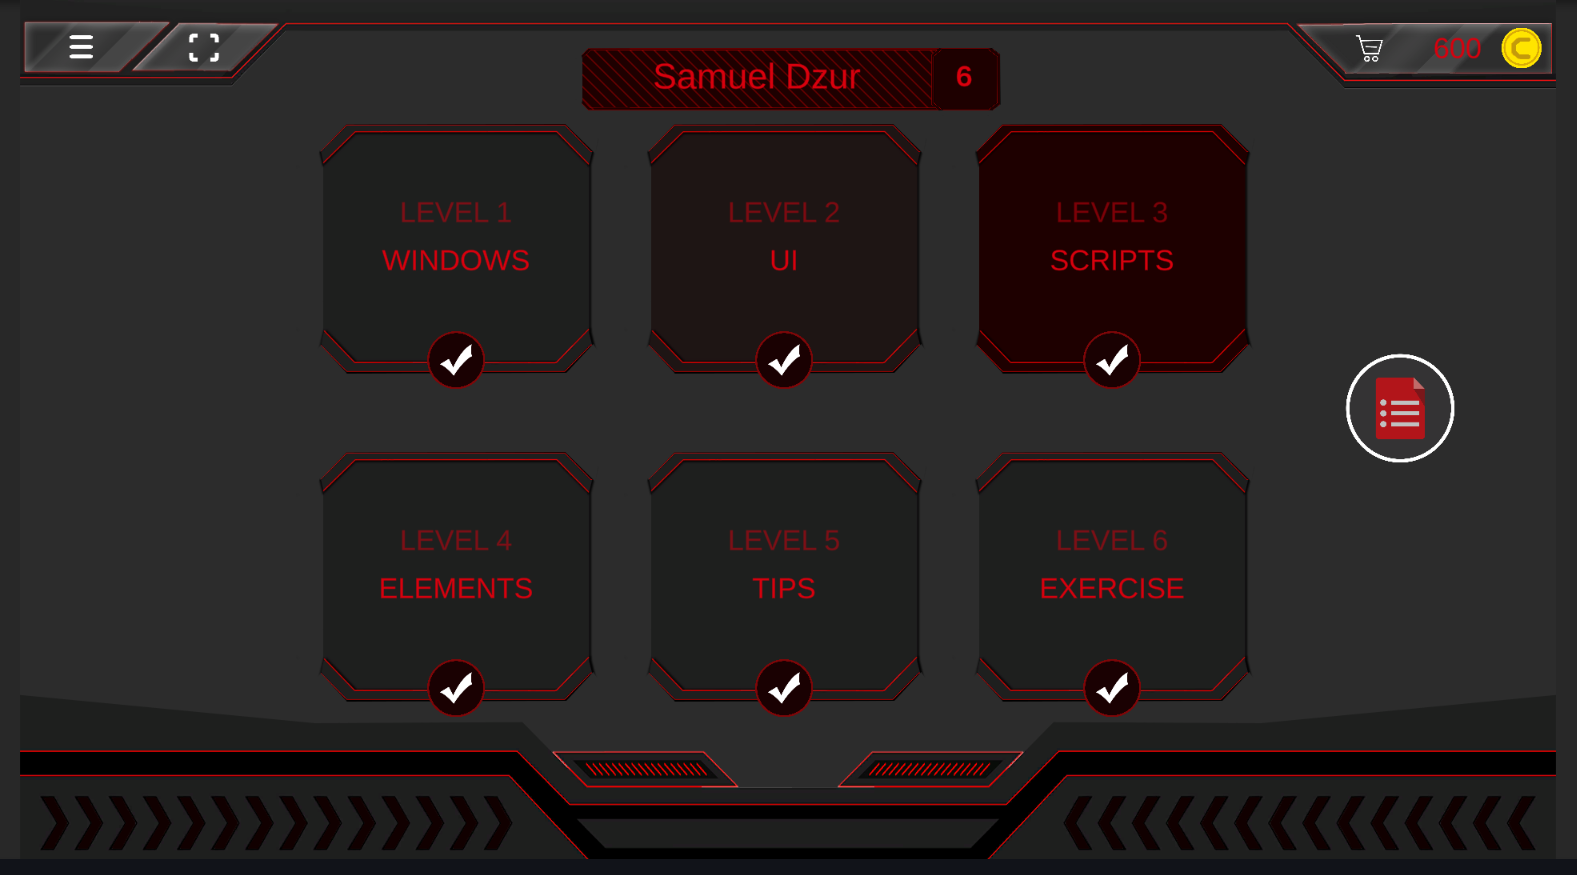 600
Samuel Dzur 6
LEVEL 1
WINDOWS
LEVEL 2
UI
LEVEL 3
SCRIPTS
LEVEL 4
ELEMENTS
LEVEL 5
TIPS
LEVEL 6
EXERCISE